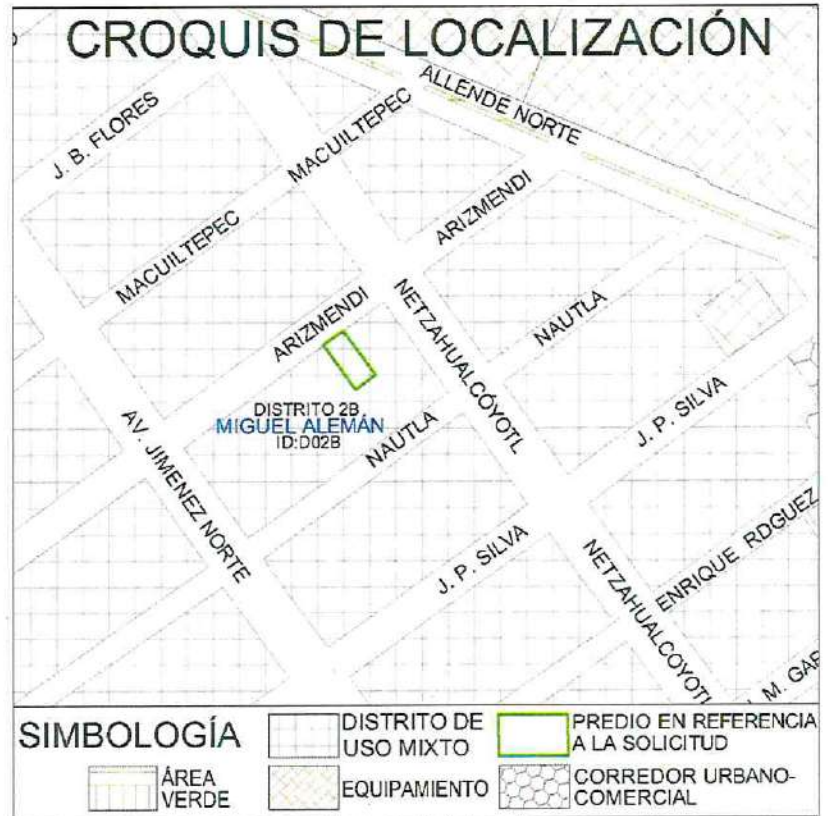 CROQUIS DE LOCALIZACIÓN
ALLENDE NORTE
J. B. FLORES
MACUILTEPEC
ARIZMENDI
MACUILTEPEC
ARIZMENDI
NETZAHUALCÓYOTL
NAUTLA
DISTRITO 2B
MIGUEL ALEMÁN
ID:D02B
NAUTLA
J. P. SILVA
AV. JIMENEZ NORTE
J. P. SILVA
ENRIQUE RDGUEZ
NETZAHUALCOYOTL
J. M. GAR
SIMBOLOGÍA
DISTRITO DE
USO MIXTO
PREDIO EN REFERENCIA
A LA SOLICITUD
ÁREA
VERDE
EQUIPAMIENTO
CORREDOR URBANO-
COMERCIAL